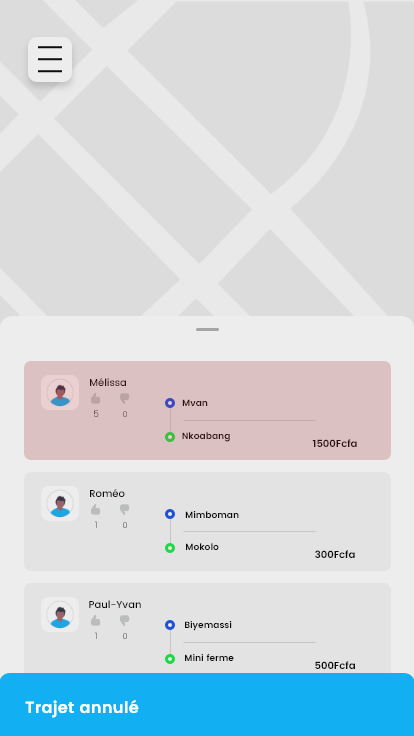 Mélissa
5 0
Mvan
Nkoabang
1500Fcfa
Roméo
1 0
Mimboman
Mokolo
300Fcfa
Paul-Yvan
1 0
Biyemassi
Mini ferme
500Fcfa
Trajet annulé